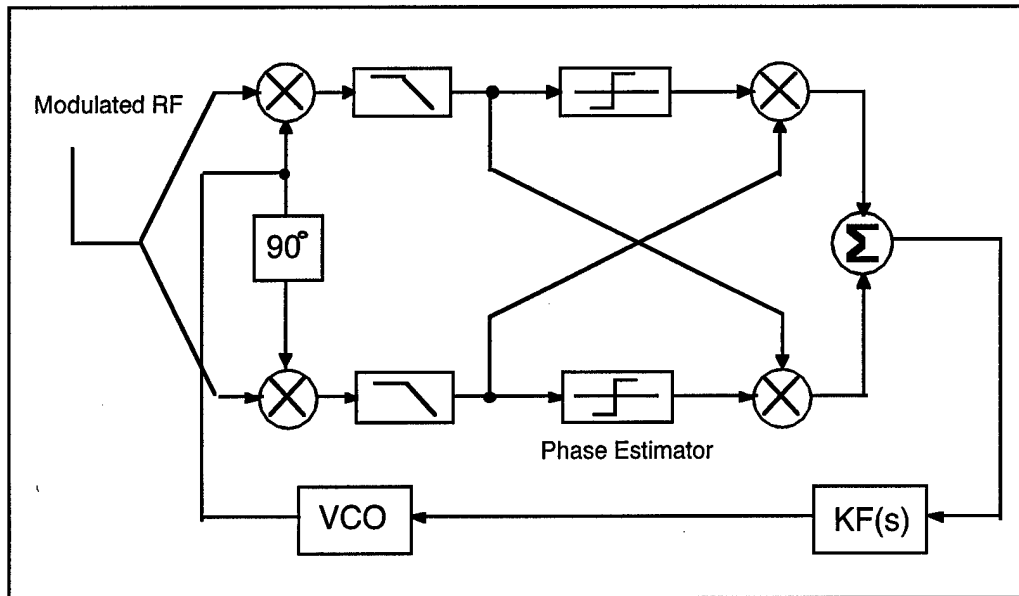 Modulated RF
90°
Σ
Phase Estimator
VCO
KF(s)